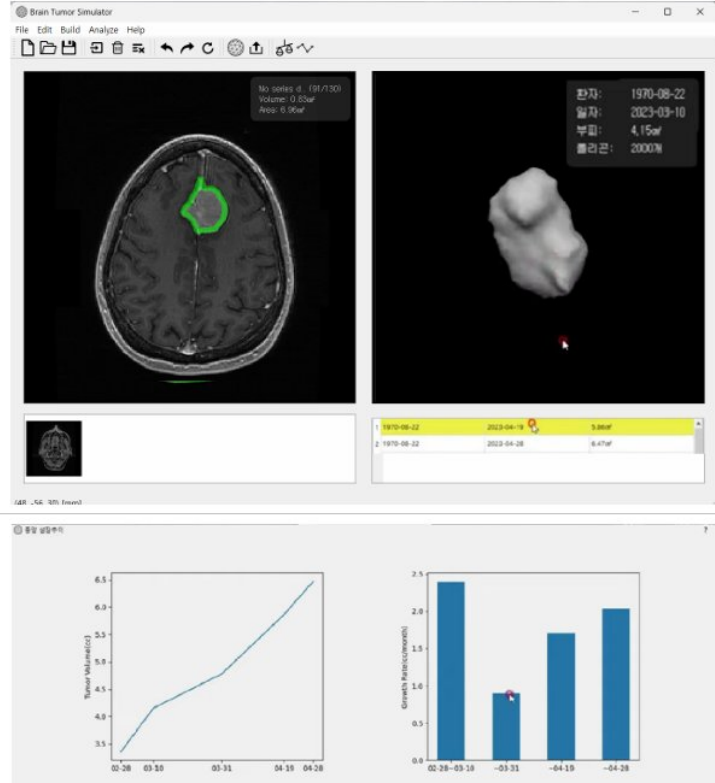 Brain Tumor Simulator
File Edit Build Analyze Help
No series d.. (91/130)
Volume: 0.83㎤
Area: 6.96㎠
환자: 1970-08-22
일자: 2023-03-10
부피: 4.15㎤
폴리곤: 2000개
1 1970-08-22 2023-04-19 5.86㎤
2 1970-08-22 2023-04-28 6.47㎤
(48, -56, 30) [mm]
종양 성장추이 ?
Tumor Volume(cc)
6.5
6.0
5.5
5.0
4.5
4.0
3.5
02-28 03-10 03-31 04-19 04-28
Growth Rate(cc/month)
2.5
2.0
1.5
1.0
0.5
0.0
02-28~03-10 ~03-31 ~04-19 ~04-28